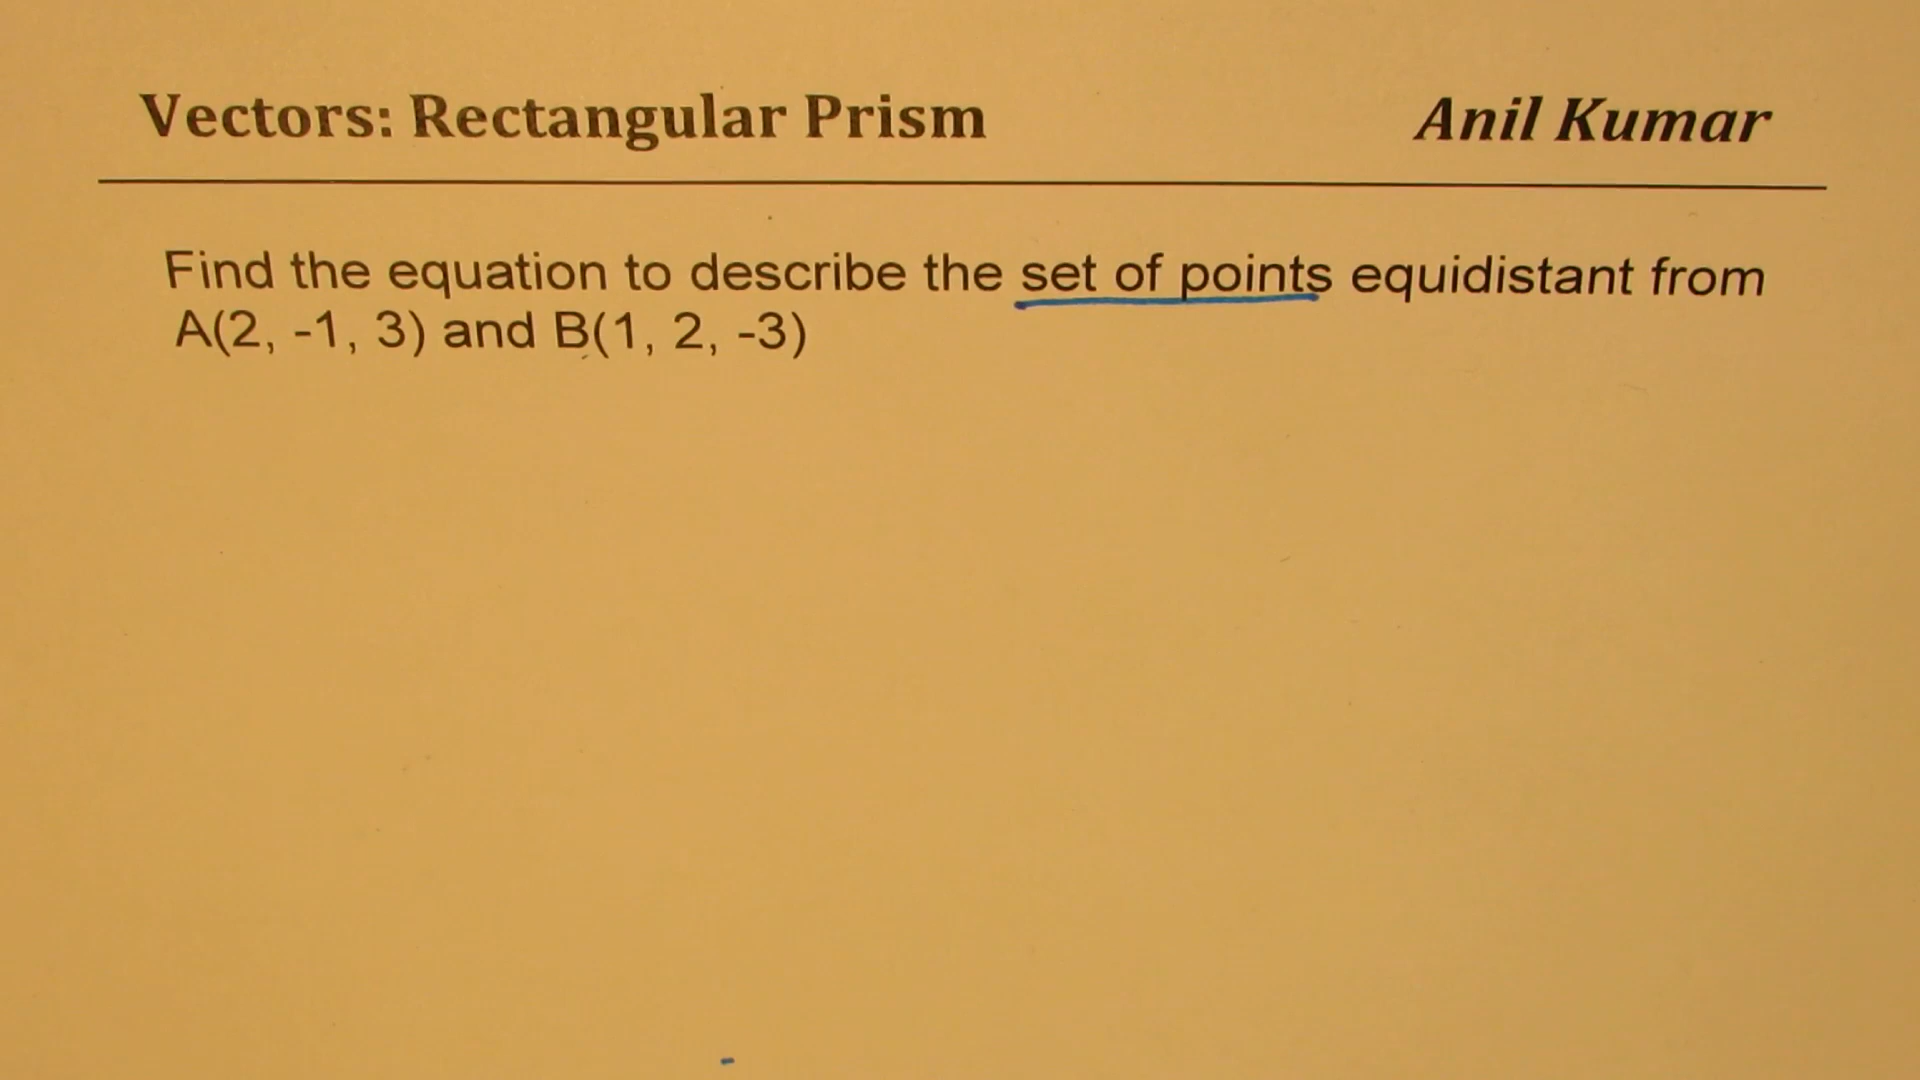 Vectors: Rectangular Prism
Anil Kumar
Find the equation to describe the set of points equidistant from
A(2, -1, 3) and B(1, 2, -3)